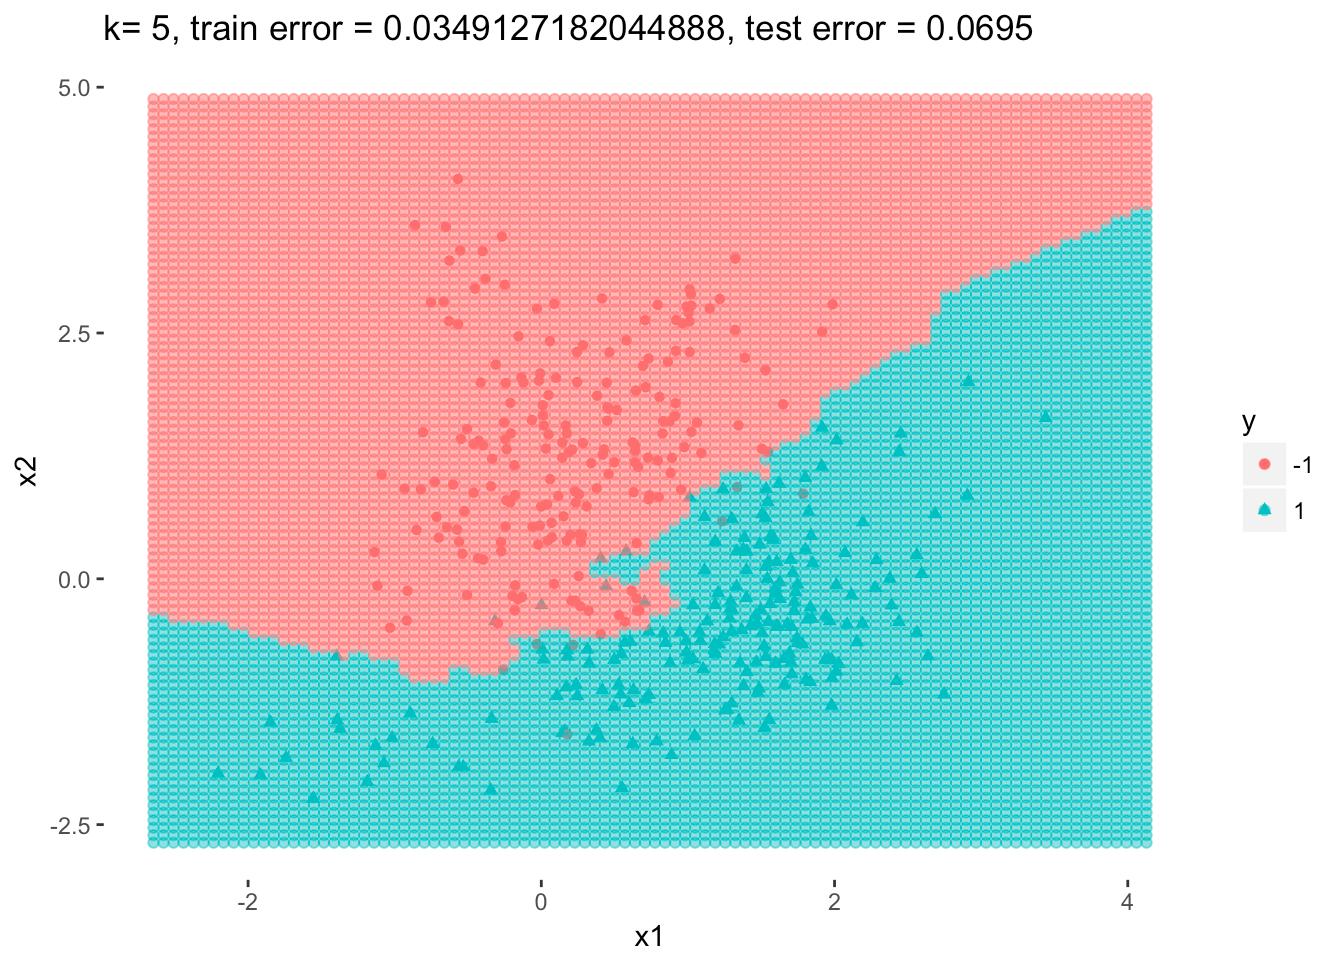 k= 5, train error = 0.0349127182044888, test error = 0.0695
5.0
2.5
0.0
-2.5
x2
-2
0
2
4
x1
y
-1
1